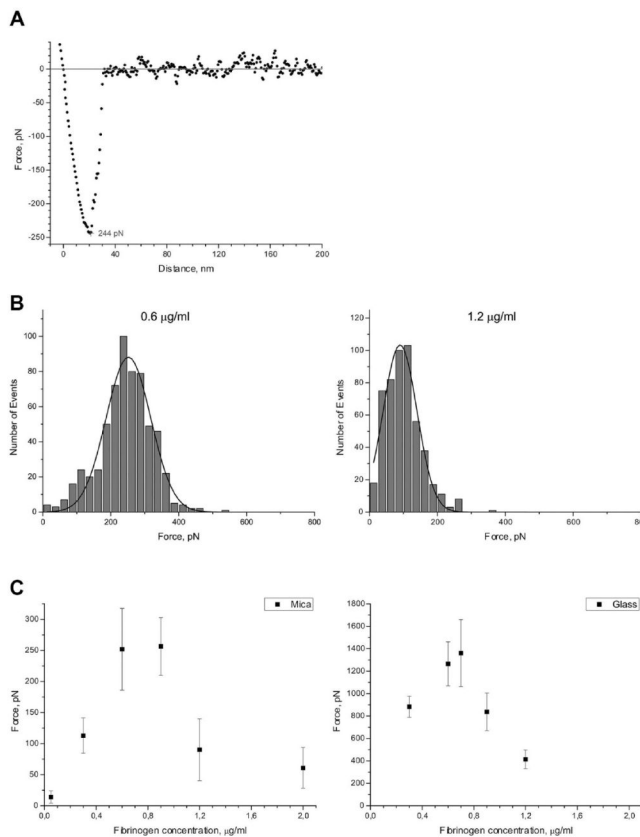 A
0
-50
-100
-150
-200
-250
Force, pN
244 pN
0 40 80 120 160 200
Distance, nm
B
0.6 μg/ml
100
80
60
40
20
0
Number of Events
0 200 400 600 800
Force, pN
1.2 μg/ml
120
100
80
60
40
20
0
Number of Events
0 200 400 600 800
Force, pN
C
Mica
300
250
200
150
100
50
0
Force, pN
0,0 0,4 0,8 1,2 1,6 2,0
Fibrinogen concentration, μg/ml
Glass
1800
1600
1400
1200
1000
800
600
400
200
0
Force, pN
0,0 0,4 0,8 1,2 1,6 2,0
Fibrinogen concentration, μg/ml